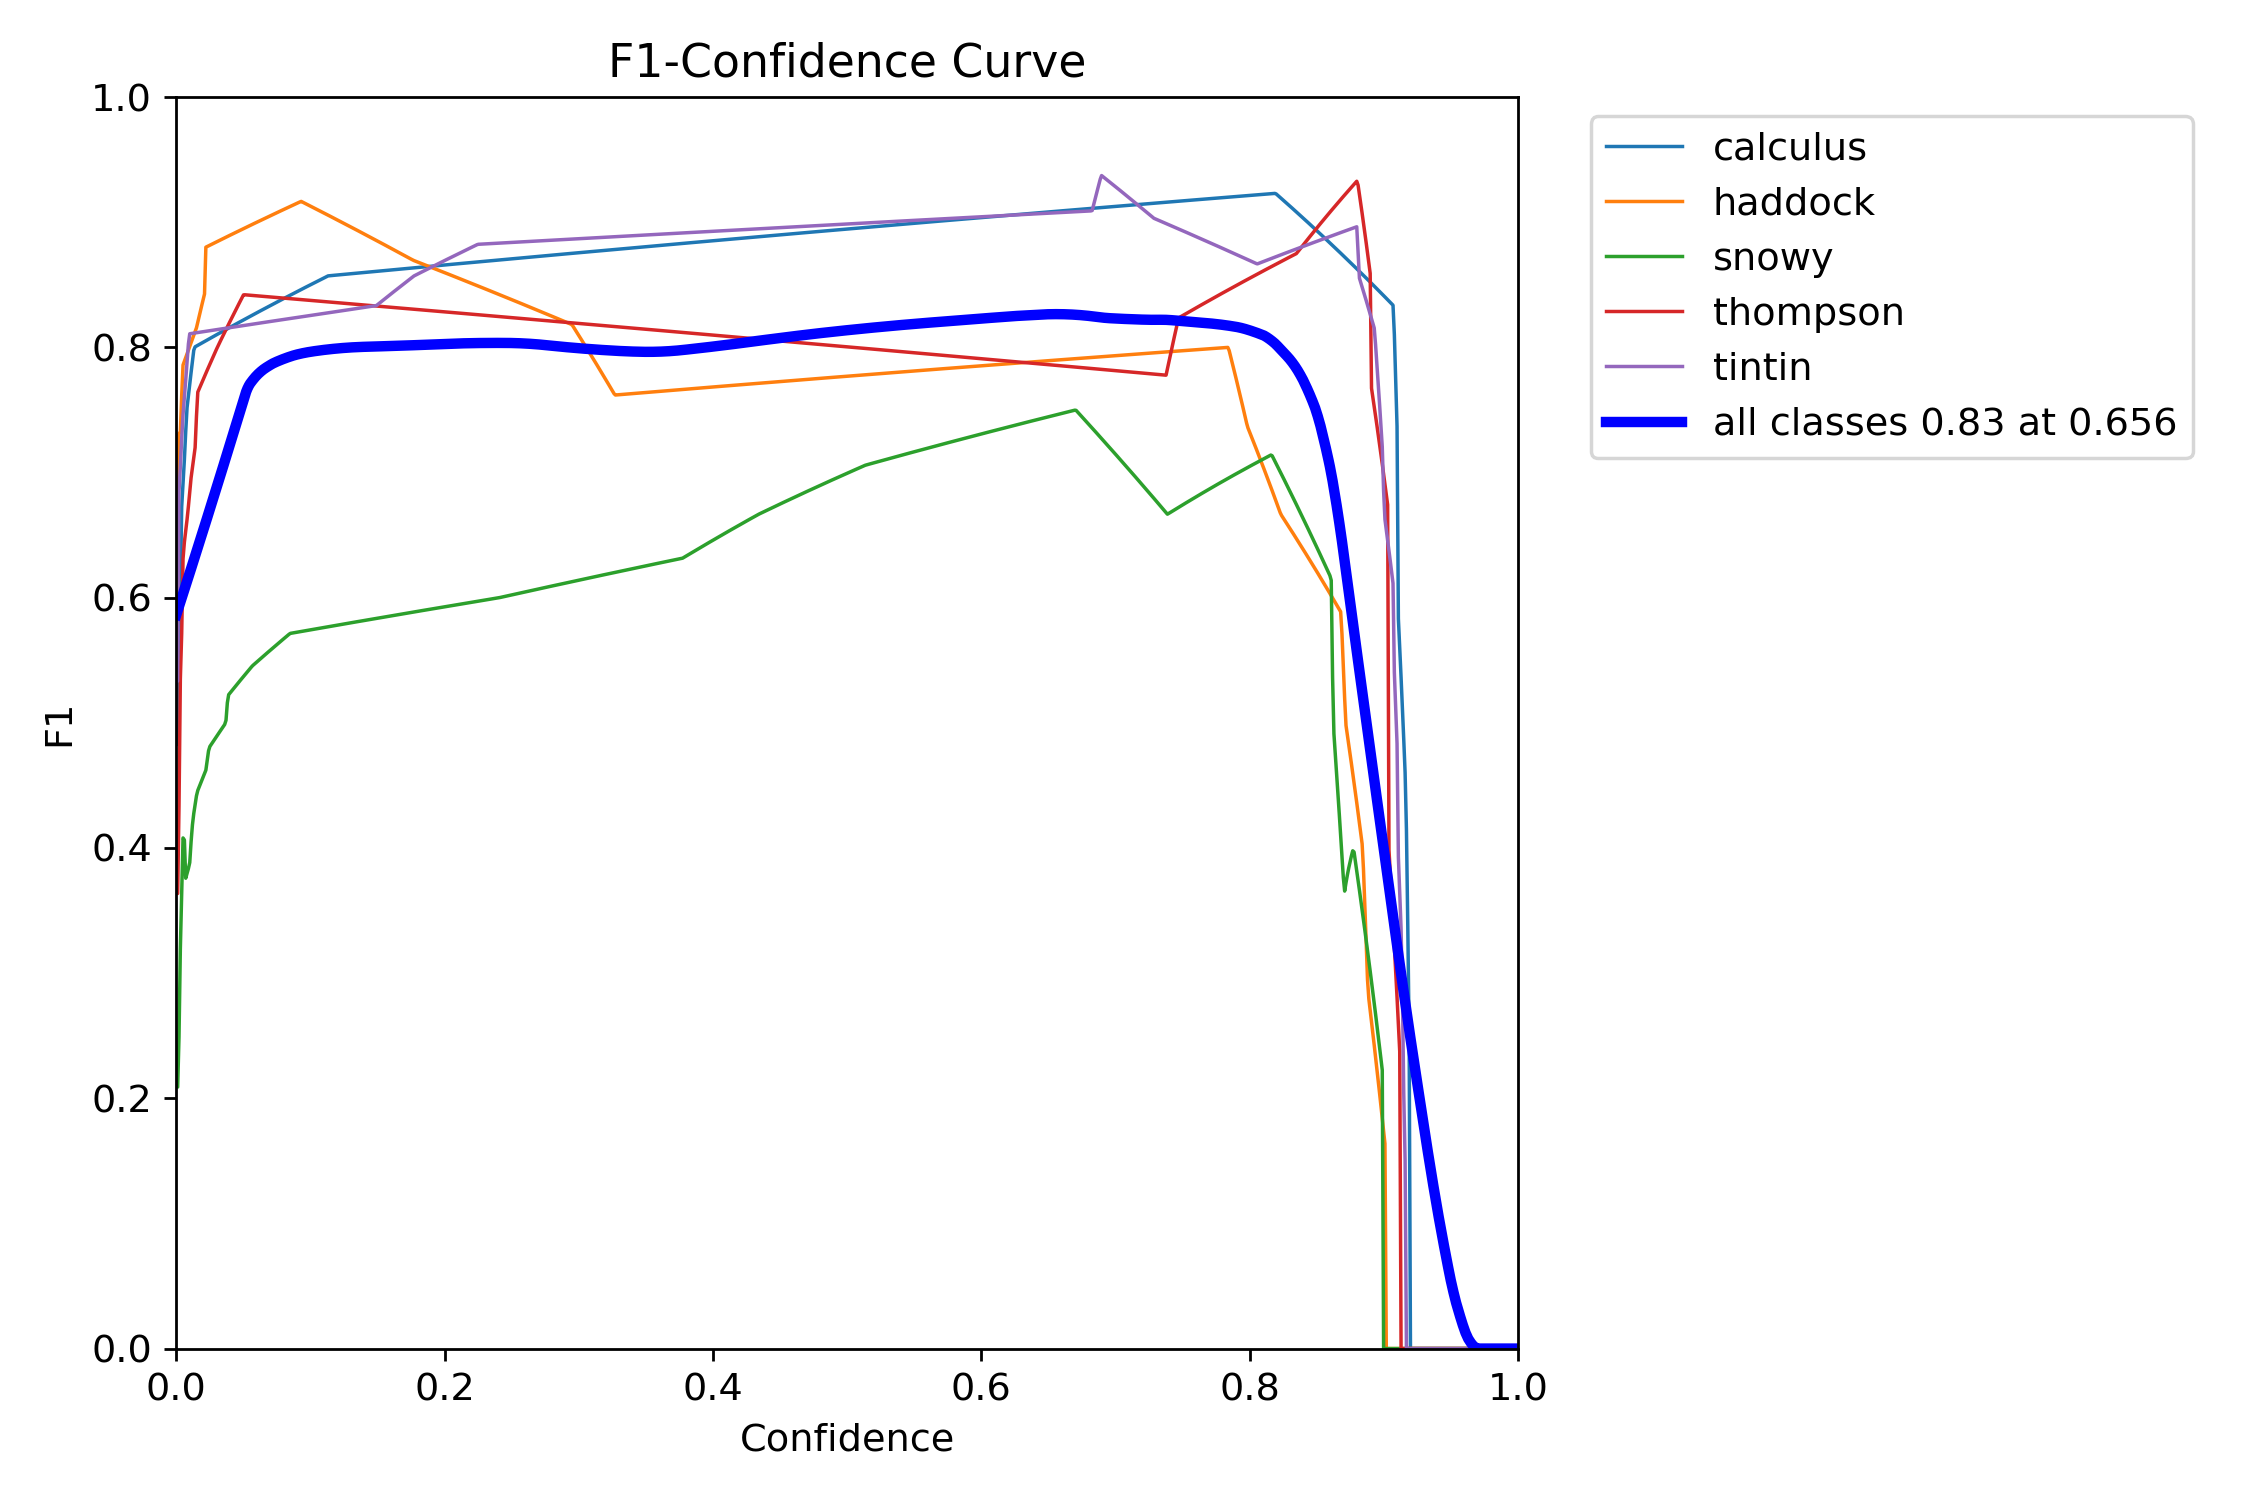 F1-Confidence Curve
1.0
0.8
0.6
0.4
0.2
0.0
F1
0.0 0.2 0.4 0.6 0.8 1.0
Confidence
calculus
haddock
snowy
thompson
tintin
all classes 0.83 at 0.656